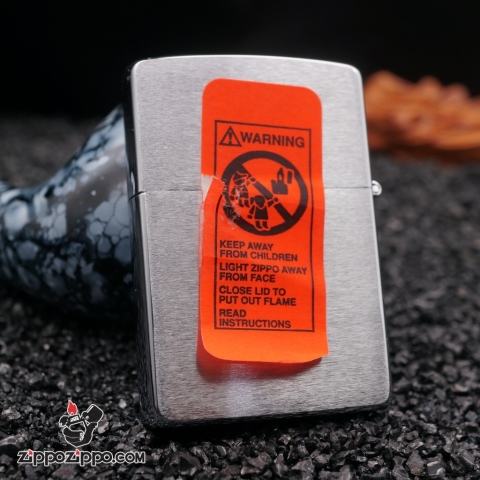 WARNING
KEEP AWAY
FROM CHILDREN
LIGHT ZIPPO AWAY
FROM FACE
CLOSE LID TO
PUT OUT FLAME
READ
INSTRUCTIONS
ZippoZippo.com